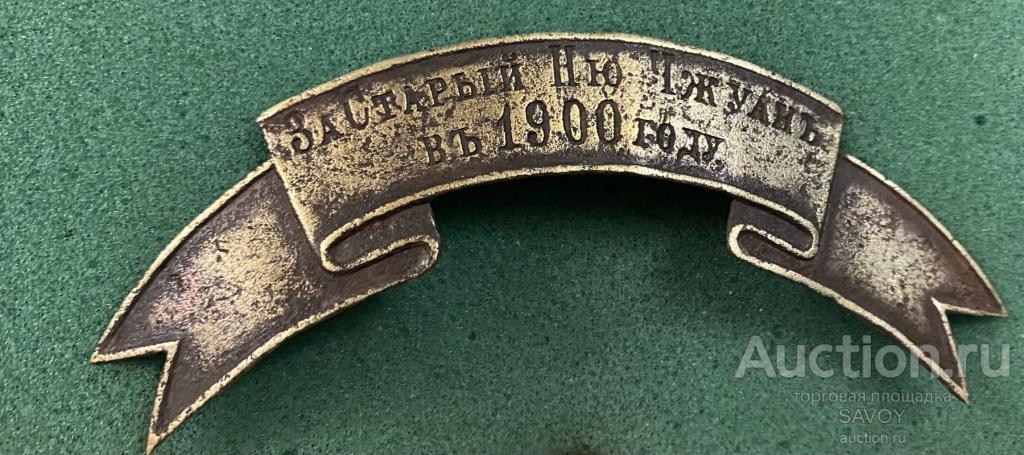 За Старый Ню Чжуанъ
въ 1900 году
Auction.ru
торговая площадка
SAVOY
auction.ru